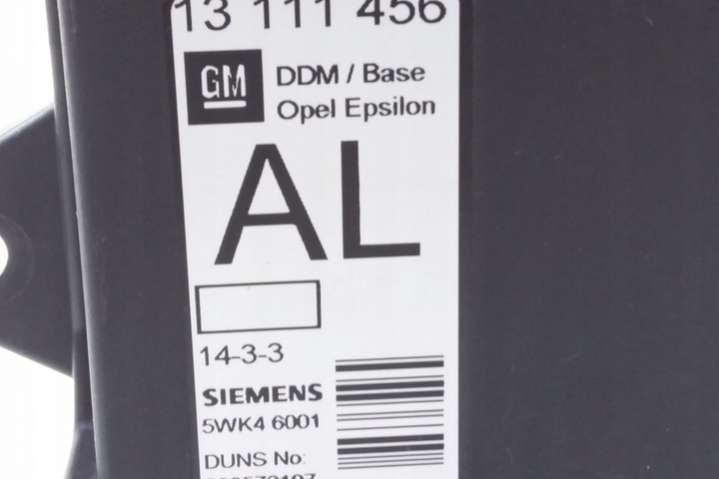 13 111 456
GM
DDM / Base
Opel Epsilon
AL
14-3-3
SIEMENS
5WK4 6001
DUNS No: